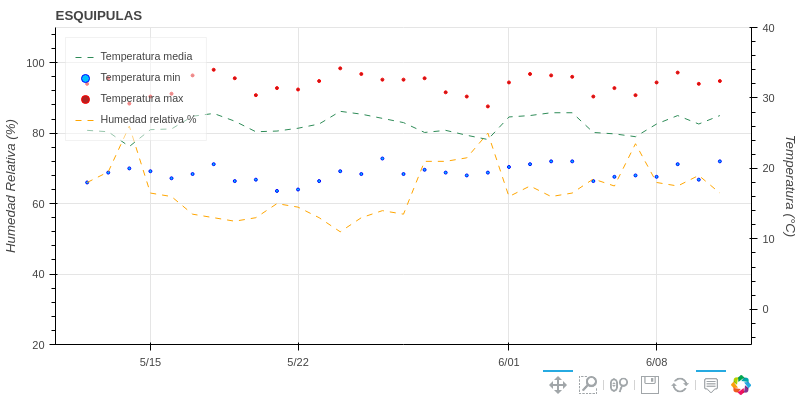 ESQUIPULAS
Temperatura media
Temperatura min
Temperatura max
Humedad relativa %
Humedad Relativa (%)
100
80
60
40
20
Temperatura (°C)
40
30
20
10
0
5/15
5/22
6/01
6/08